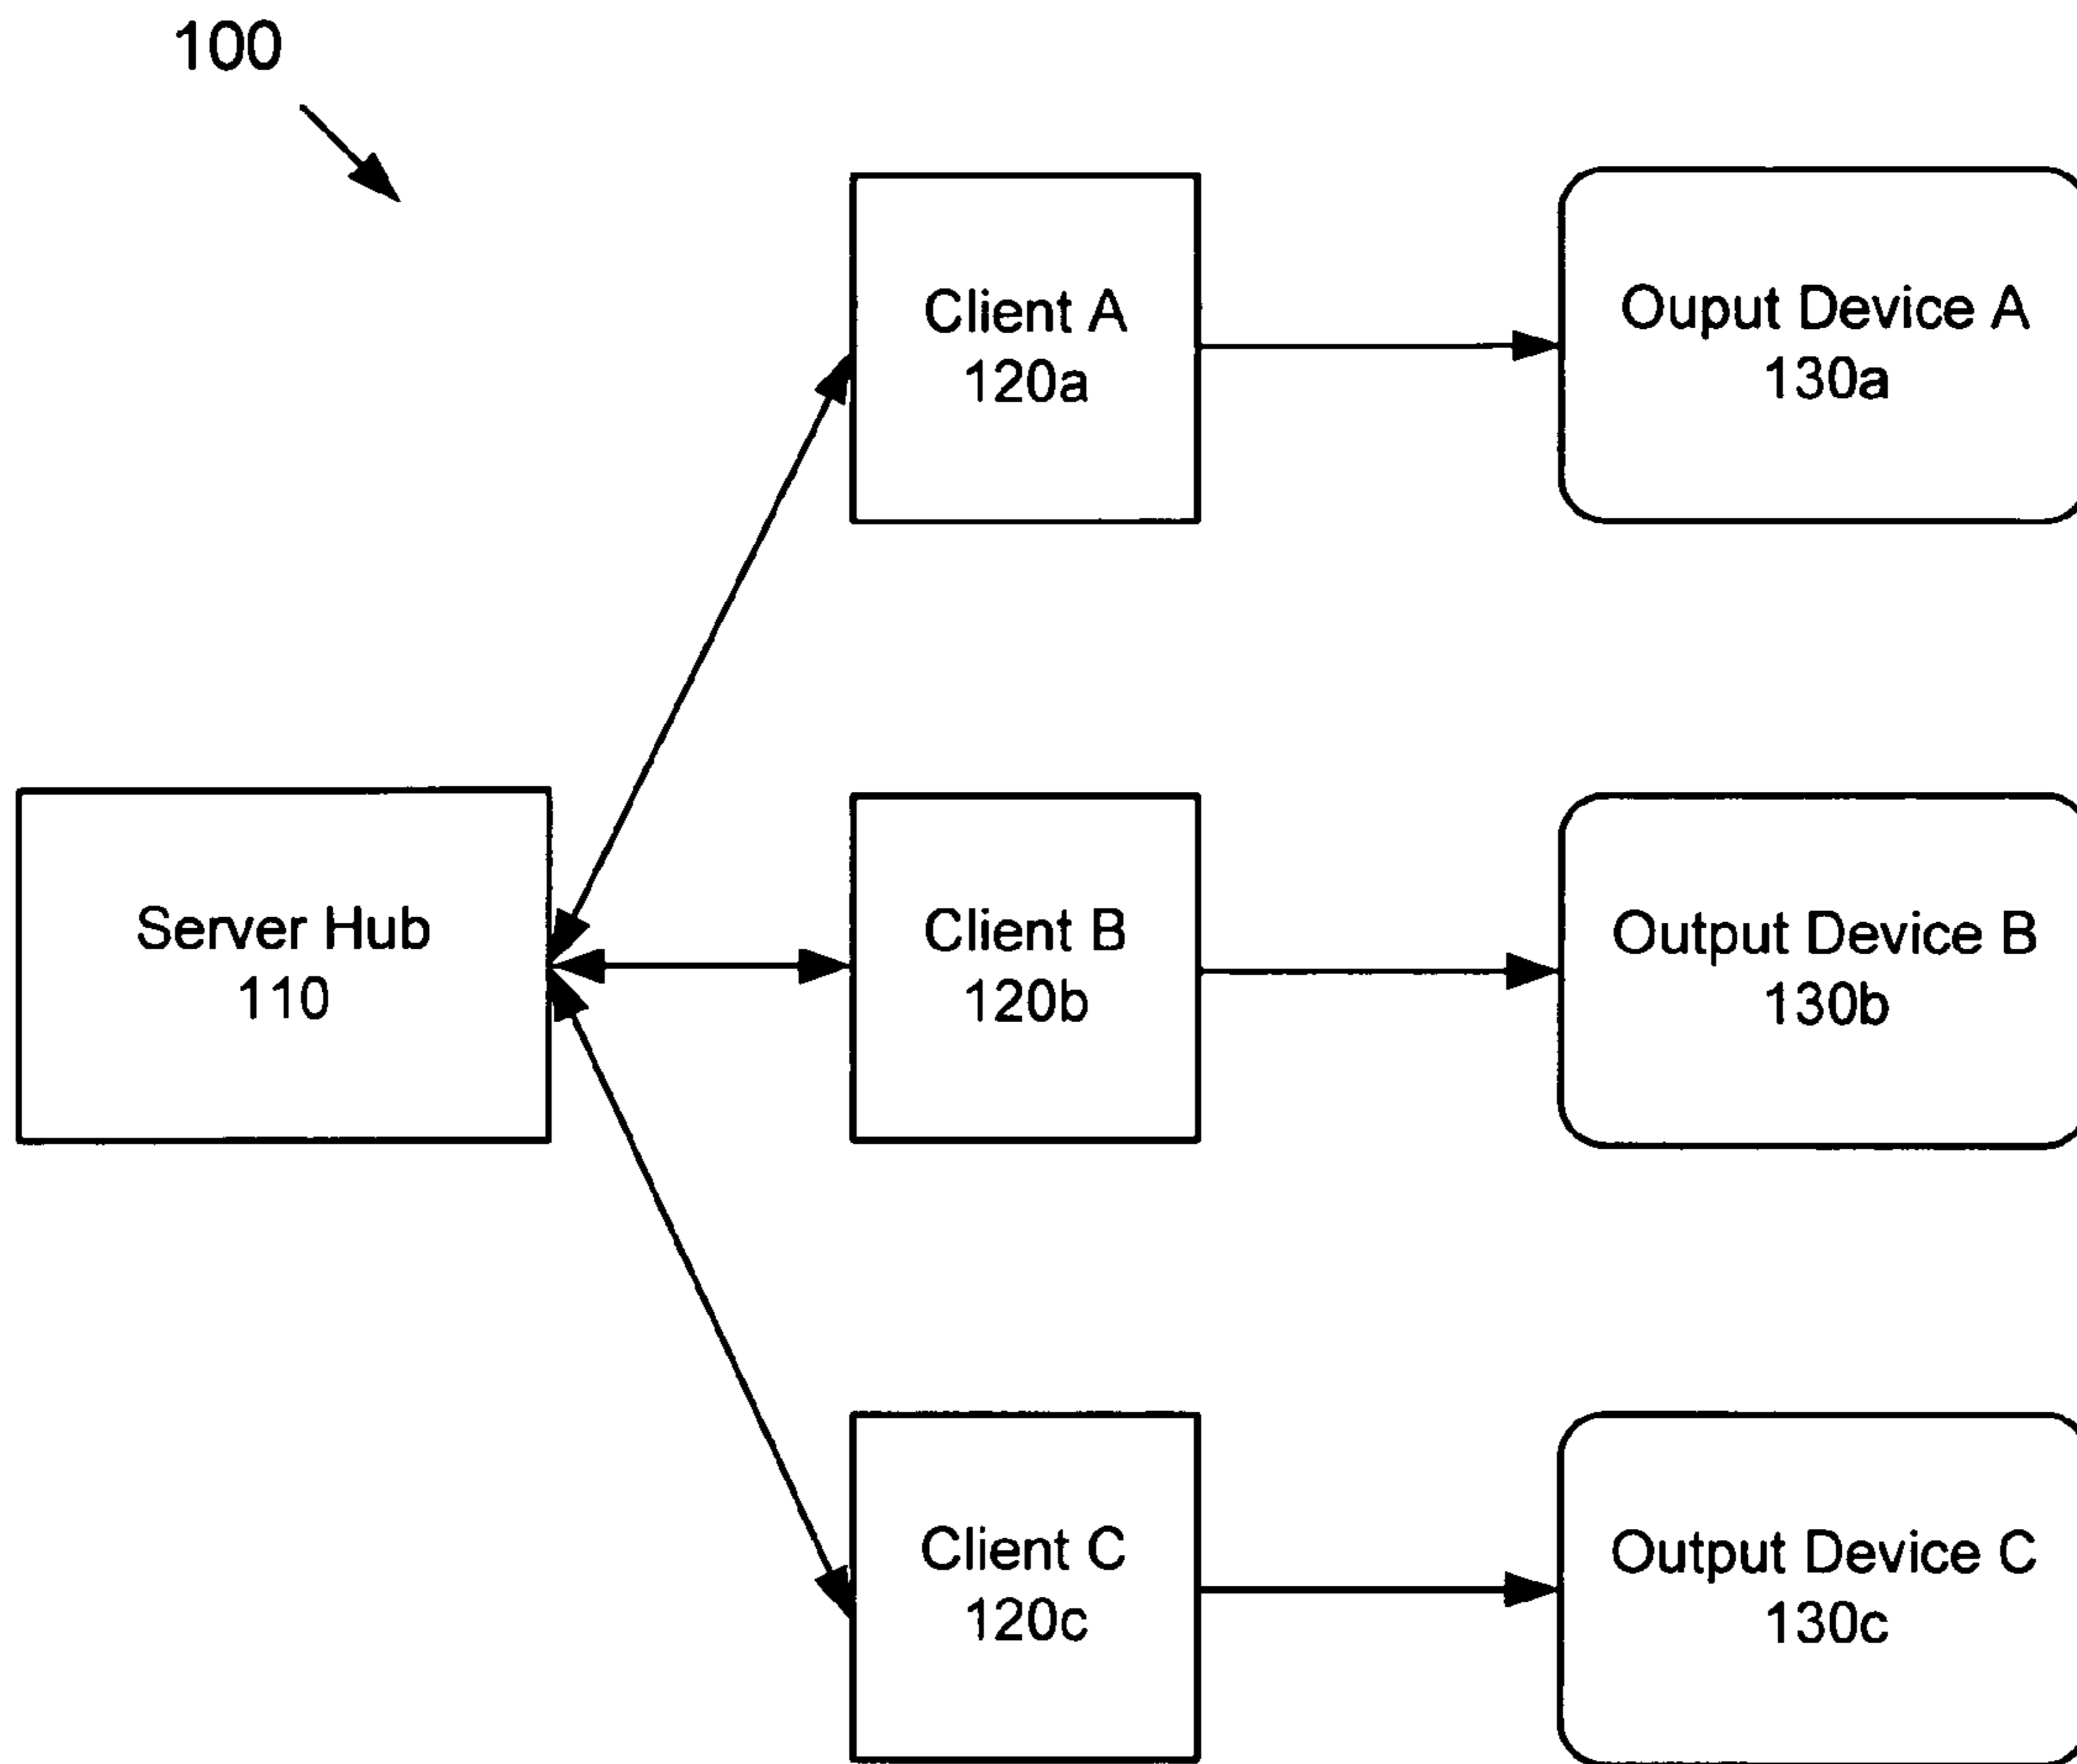 100
Client A
120a
Ouput Device A
130a
Server Hub
110
Client B
120b
Output Device B
130b
Client C
120c
Output Device C
130c